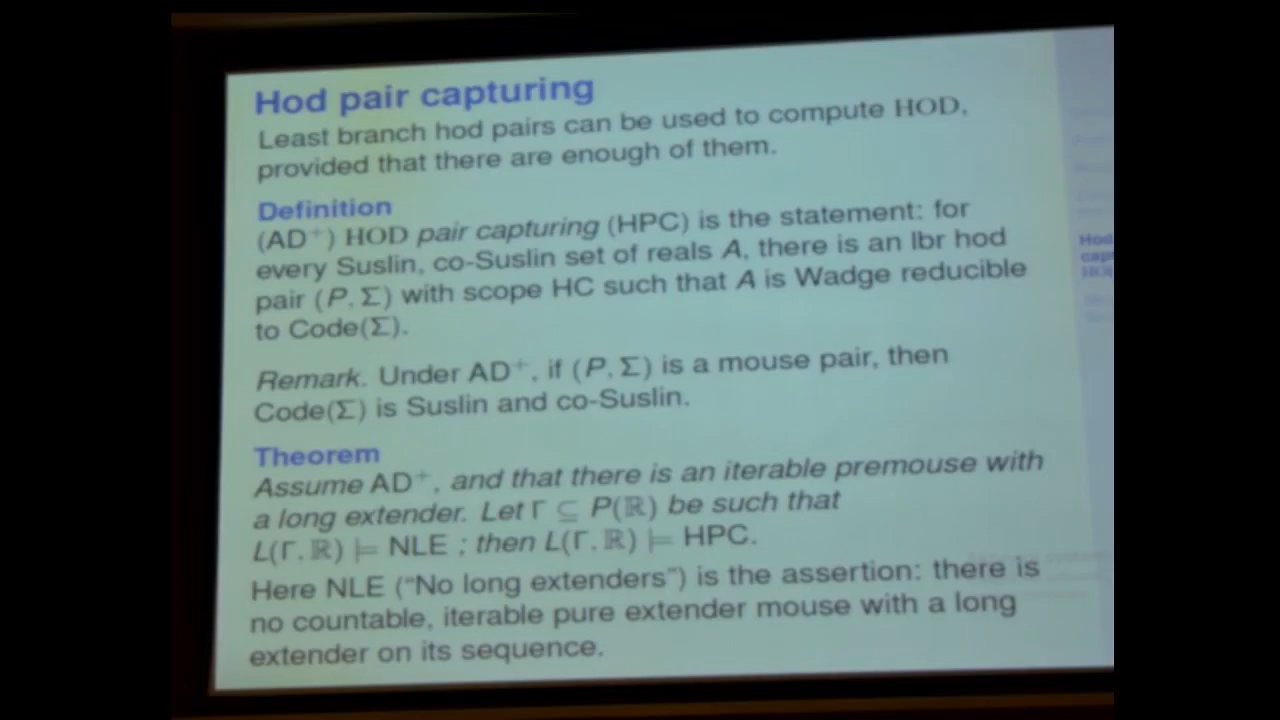 Hod pair capturing
Least branch hod pairs can be used to compute HOD,
provided that there are enough of them.
Definition
(AD⁺) HOD pair capturing (HPC) is the statement: for
every Suslin, co-Suslin set of reals A, there is an lbr hod
pair (P, Σ) with scope HC such that A is Wadge reducible
to Code(Σ).
Remark. Under AD⁺, if (P, Σ) is a mouse pair, then
Code(Σ) is Suslin and co-Suslin.
Theorem
Assume AD⁺, and that there is an iterable premouse with
a long extender. Let Γ ⊆ P(ℝ) be such that
L(Γ, ℝ) ⊨ NLE ; then L(Γ, ℝ) ⊨ HPC.
Here NLE (“No long extenders”) is the assertion: there is
no countable, iterable pure extender mouse with a long
extender on its sequence.
Hod